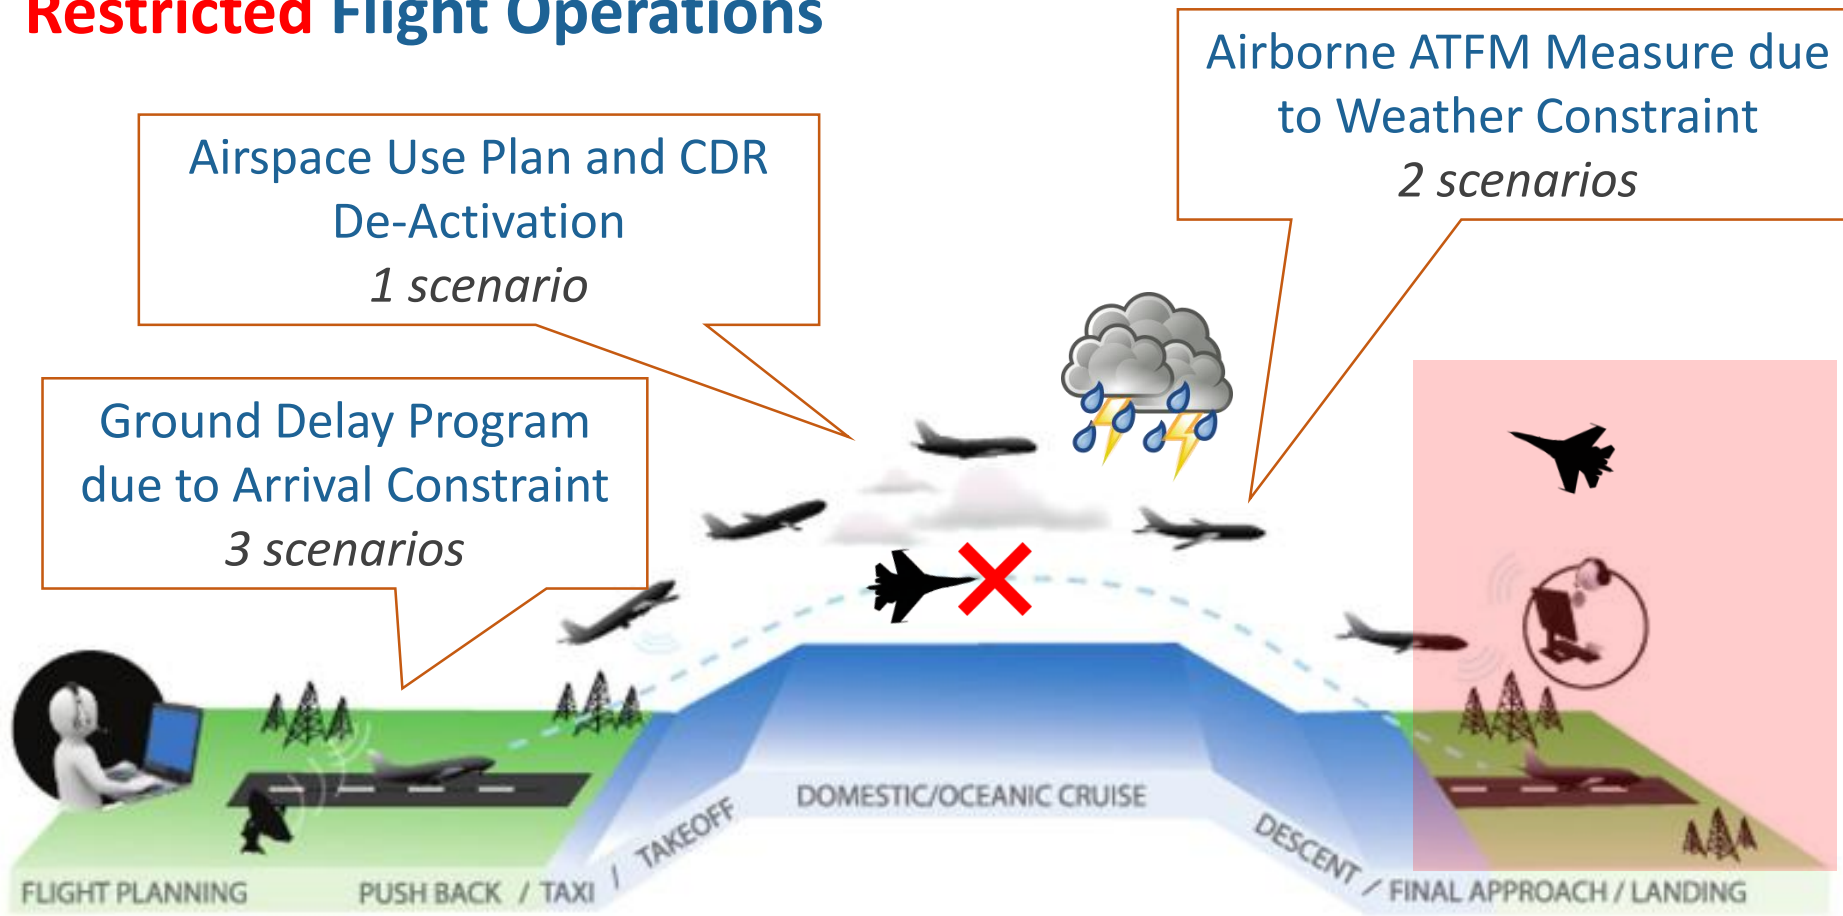 Restricted Flight Operations
Airborne ATFM Measure due
to Weather Constraint
2 scenarios
Airspace Use Plan and CDR
De-Activation
1 scenario
Ground Delay Program
due to Arrival Constraint
3 scenarios
FLIGHT PLANNING
PUSH BACK / TAXI / TAKEOFF
DOMESTIC/OCEANIC CRUISE
DESCENT / FINAL APPROACH / LANDING